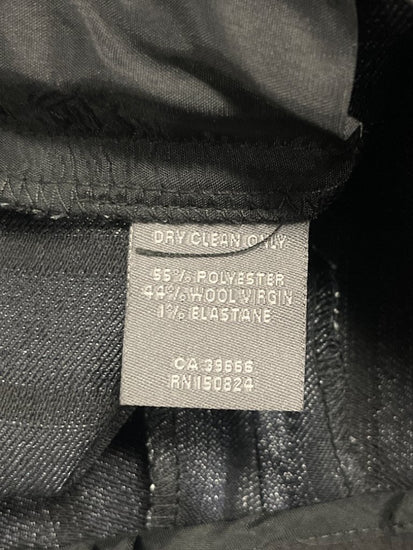 DRY CLEAN ONLY
55% POLYESTER
44% WOOL VIRGIN
1% ELASTANE
CA 39666
RN 150824